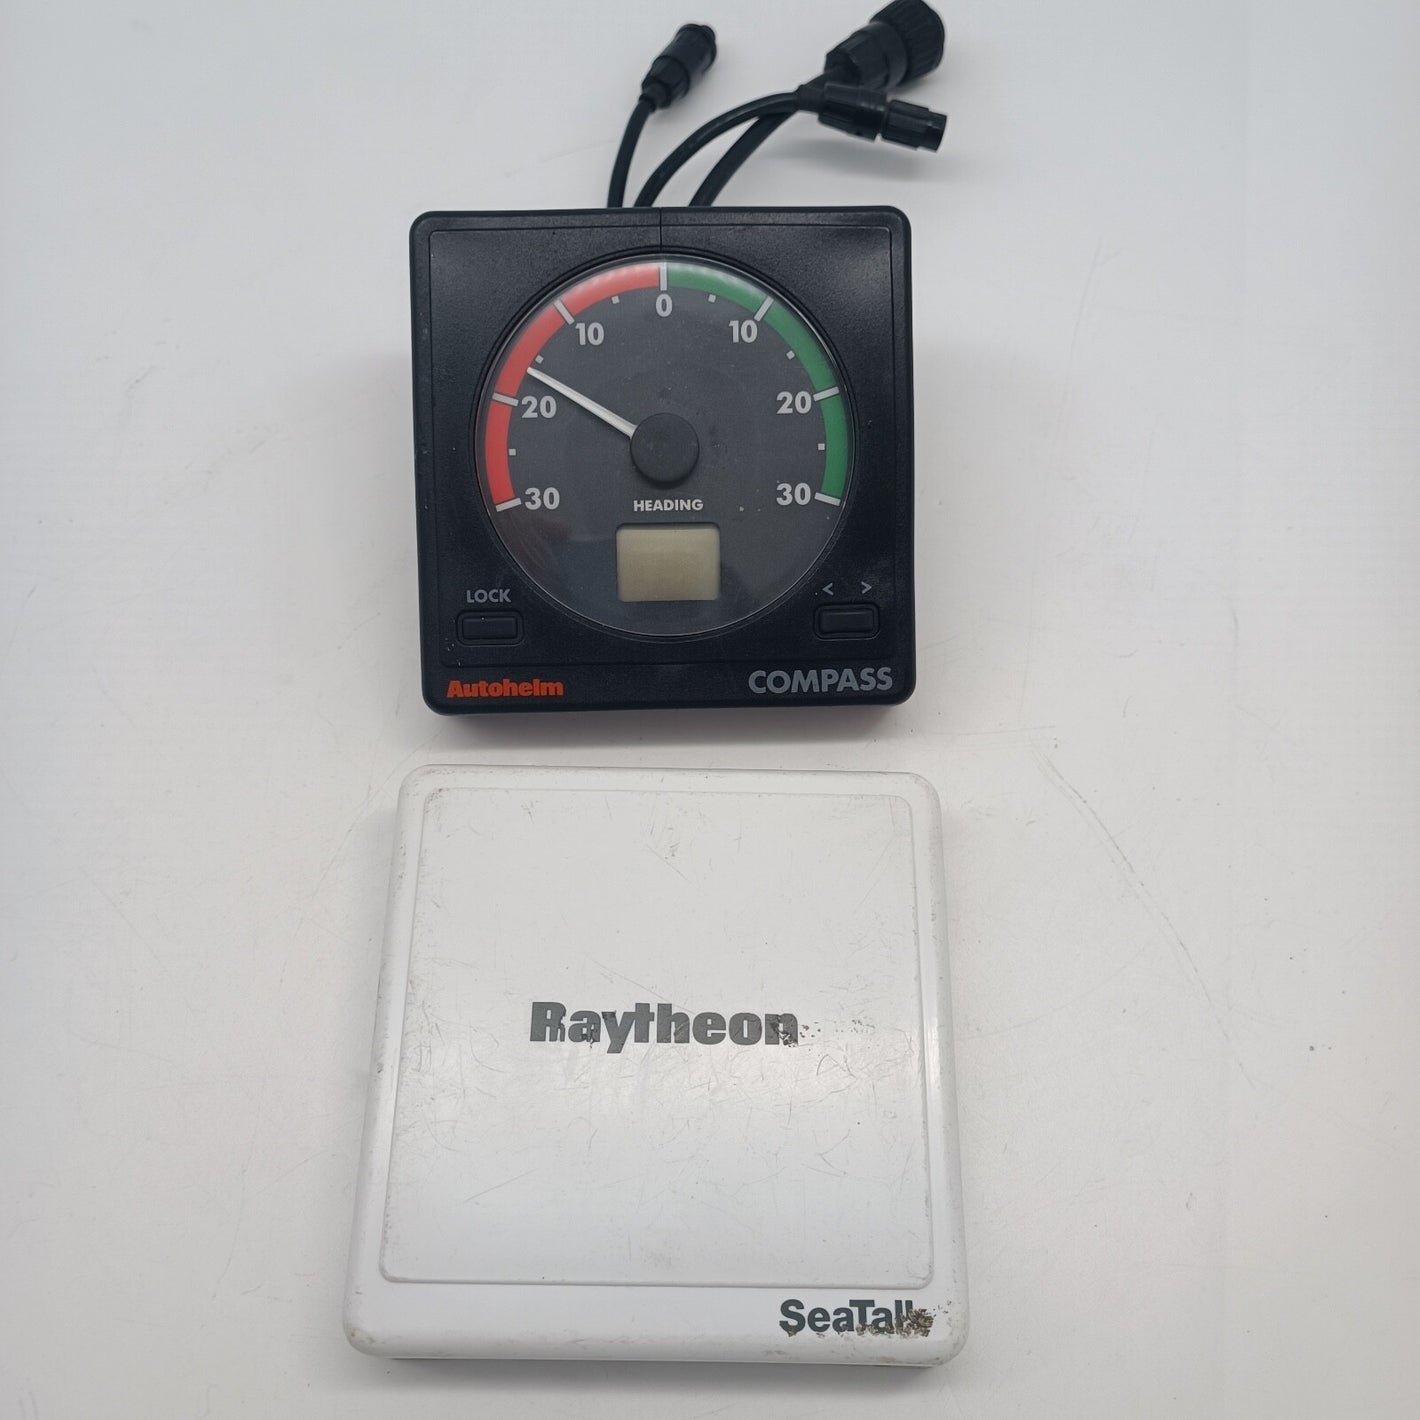 0
10 10
20 20
30 30
HEADING
LOCK < >
Autohelm COMPASS
Raytheon
SeaTalk